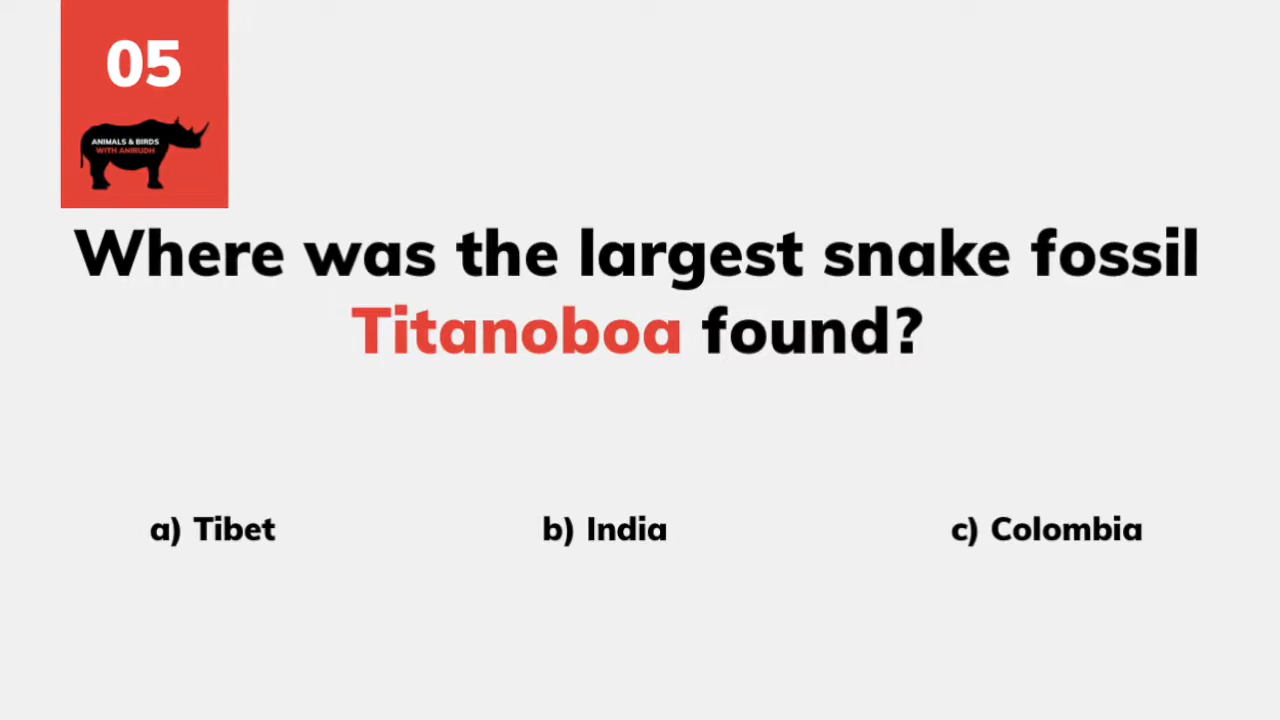 05
ANIMALS & BIRDS
WITH ANIRUDH
Where was the largest snake fossil
Titanoboa found?
a) Tibet
b) India
c) Colombia